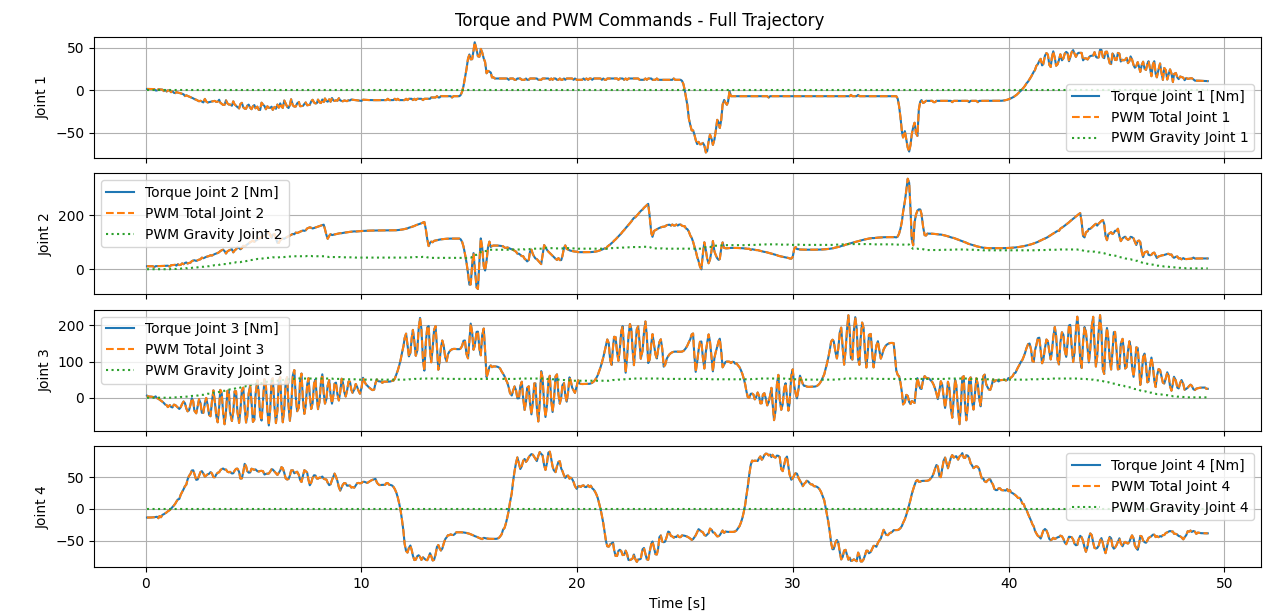 Torque and PWM Commands - Full Trajectory
Joint 1
50
0
−50
Torque Joint 1 [Nm]
PWM Total Joint 1
PWM Gravity Joint 1
Joint 2
200
0
Torque Joint 2 [Nm]
PWM Total Joint 2
PWM Gravity Joint 2
Joint 3
200
100
0
Torque Joint 3 [Nm]
PWM Total Joint 3
PWM Gravity Joint 3
Joint 4
50
0
−50
Torque Joint 4 [Nm]
PWM Total Joint 4
PWM Gravity Joint 4
0 10 20 30 40 50
Time [s]